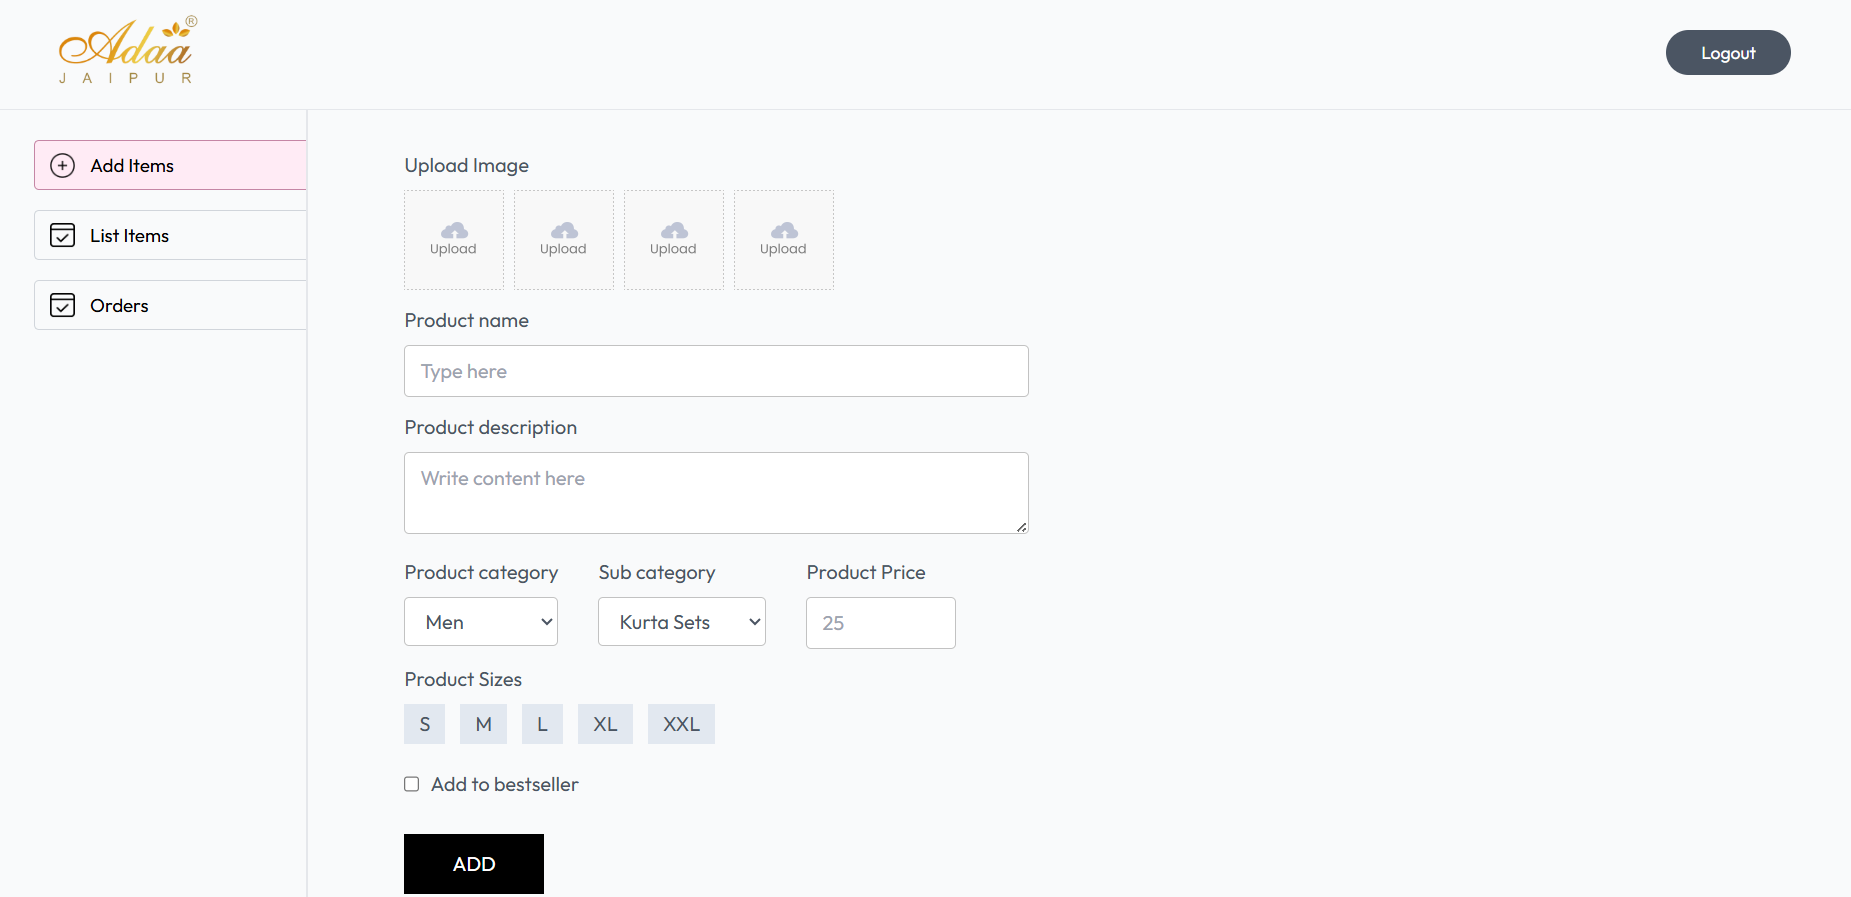 Adaa®
JAIPUR
Logout
Add Items
List Items
Orders
Upload Image
Upload Upload Upload Upload
Product name
Type here
Product description
Write content here
Product category Sub category Product Price
Men Kurta Sets 25
Product Sizes
S M L XL XXL
Add to bestseller
ADD